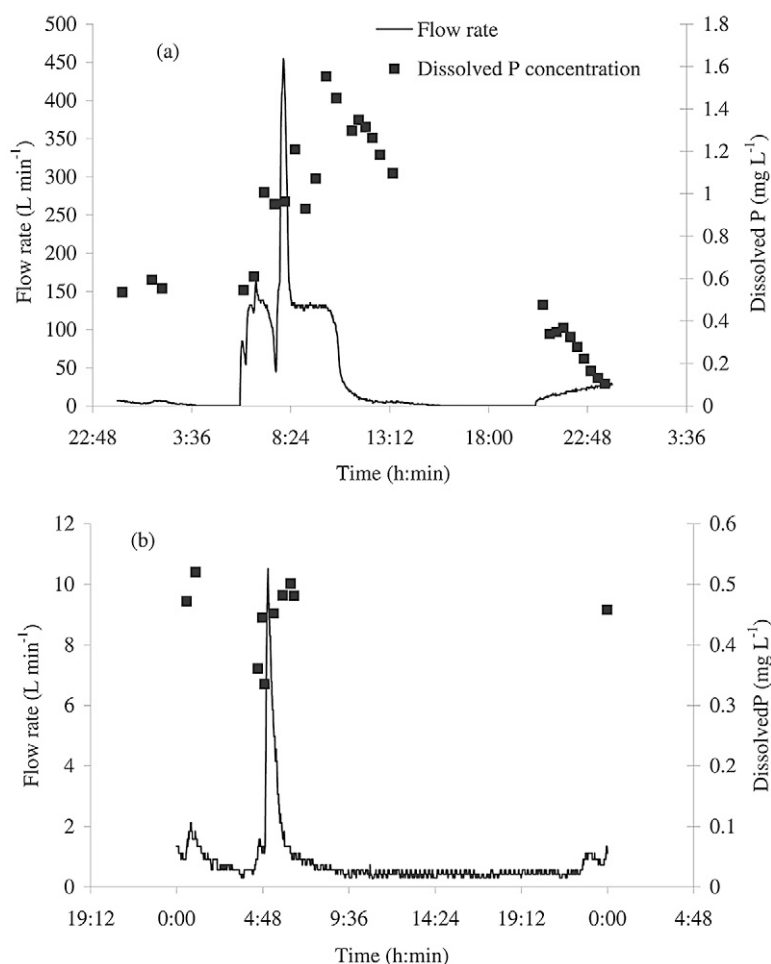 (a)
Flow rate
Dissolved P concentration
500
450
400
350
300
250
200
150
100
50
0
Flow rate (L min⁻¹)
1.8
1.6
1.4
1.2
1
0.8
0.6
0.4
0.2
0
Dissolved P (mg L⁻¹)
22:48 3:36 8:24 13:12 18:00 22:48 3:36
Time (h:min)
(b)
12
10
8
6
4
2
0
Flow rate (L min⁻¹)
0.6
0.5
0.4
0.3
0.2
0.1
0
DissolvedP (mg L⁻¹)
19:12 0:00 4:48 9:36 14:24 19:12 0:00 4:48
Time (h:min)